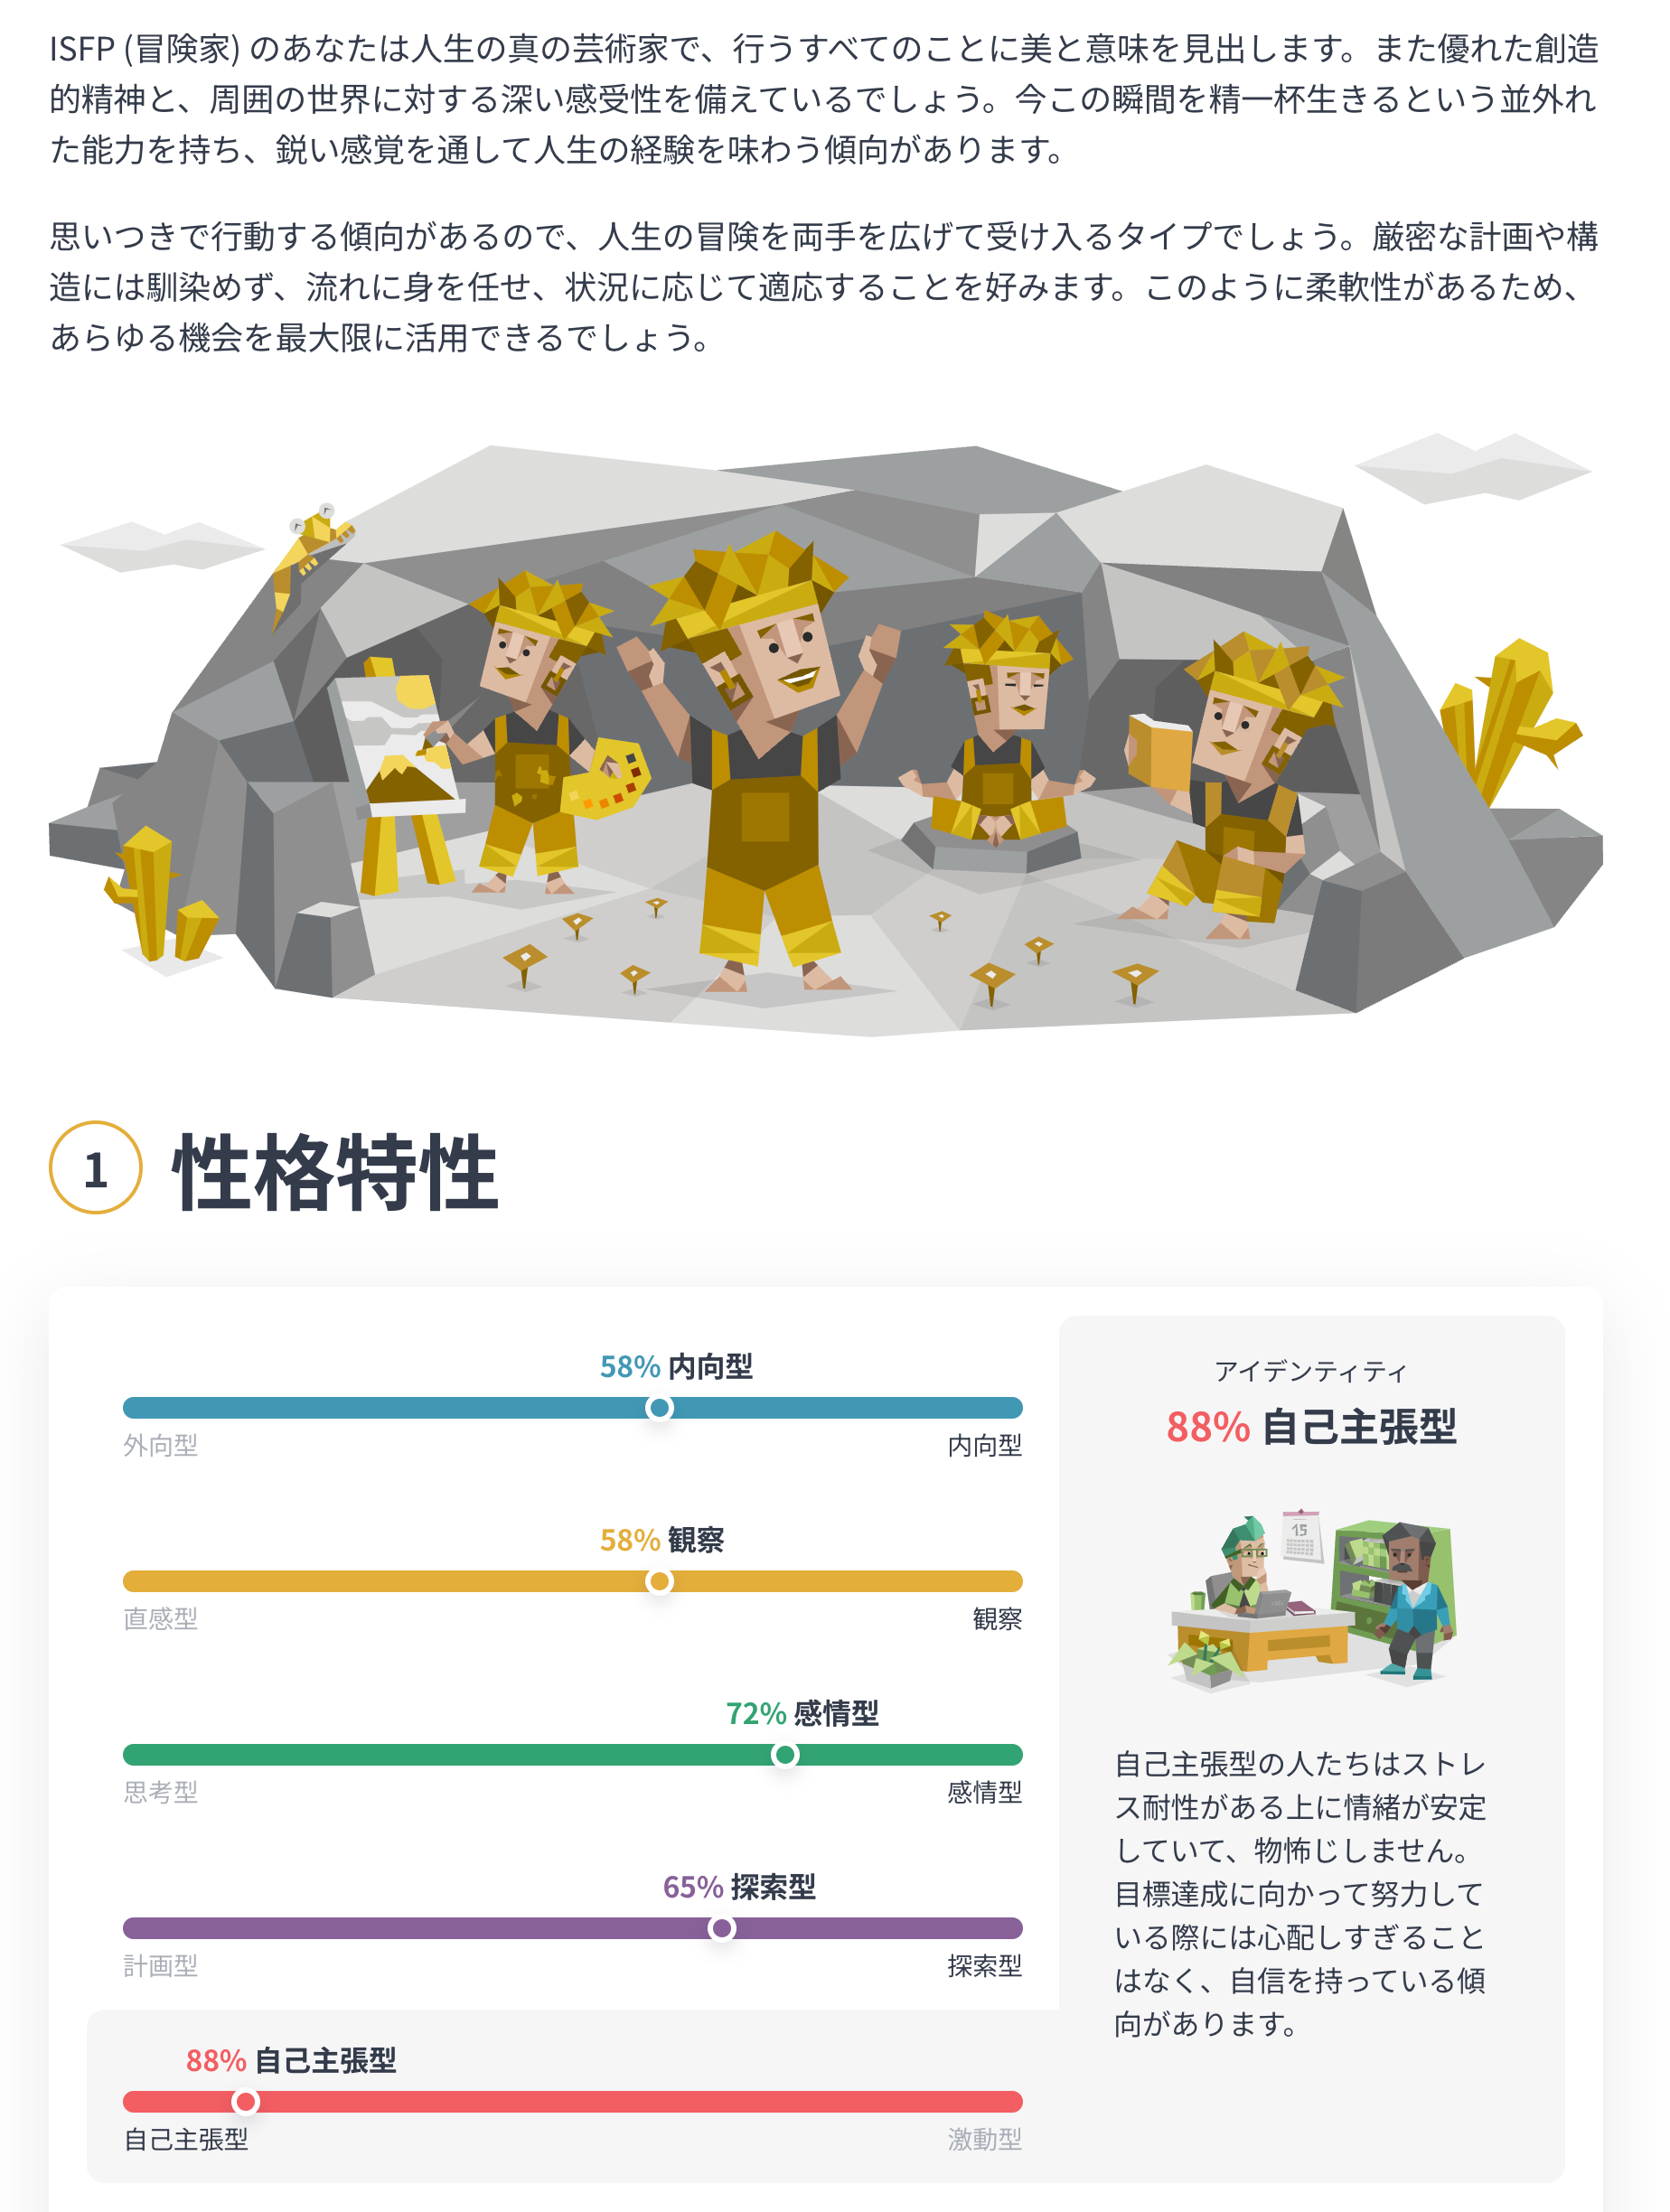 ISFP (冒険家) のあなたは人生の真の芸術家で、行うすべてのことに美と意味を見出します。また優れた創造
的精神と、周囲の世界に対する深い感受性を備えているでしょう。今この瞬間を精一杯生きるという並外れ
た能力を持ち、鋭い感覚を通して人生の経験を味わう傾向があります。
思いつきで行動する傾向があるので、人生の冒険を両手を広げて受け入るタイプでしょう。厳密な計画や構
造には馴染めず、流れに身を任せ、状況に応じて適応することを好みます。このように柔軟性があるため、
あらゆる機会を最大限に活用できるでしょう。
1 性格特性
58% 内向型
外向型 内向型
58% 観察
直感型 観察
72% 感情型
思考型 感情型
65% 探索型
計画型 探索型
88% 自己主張型
自己主張型 激動型
アイデンティティ
88% 自己主張型
15
自己主張型の人たちはストレ
ス耐性がある上に情緒が安定
していて、物怖じしません。
目標達成に向かって努力して
いる際には心配しすぎること
はなく、自信を持っている傾
向があります。